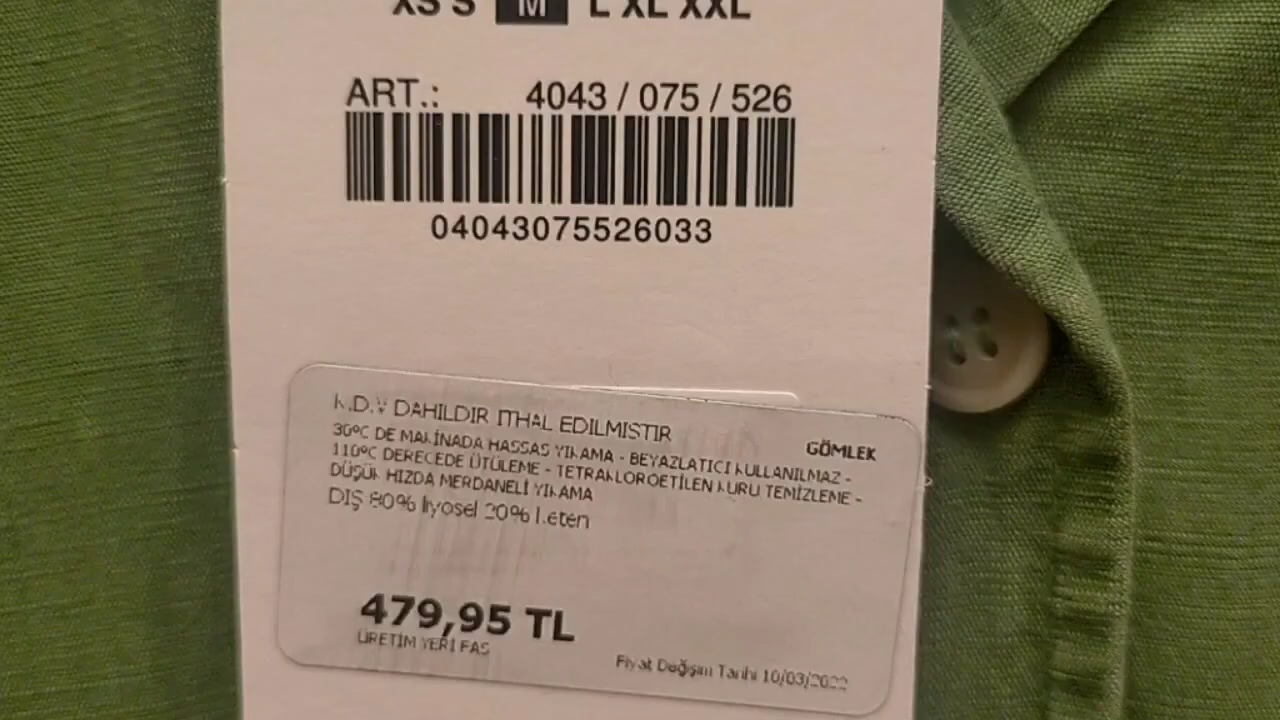 XS S M L XL XXL
ART.: 4043 / 075 / 526
04043075526033
K.D.V DAHILDIR ITHAL EDILMISTIR
GÖMLEK
30ºC DE MAKİNADA HASSAS YIKAMA - BEYAZLATICI KULLANILMAZ -
110ºC DERECEDE ÜTÜLEME - TETRAKLOROETİLEN KURU TEMİZLEME -
DÜŞÜK HIZDA MERDANELİ YIKAMA
DIŞ 80% liyosel 20% keten
479,95 TL
ÜRETİM YERİ FAS
Fiyat Değişim Tarihi 10/03/2022